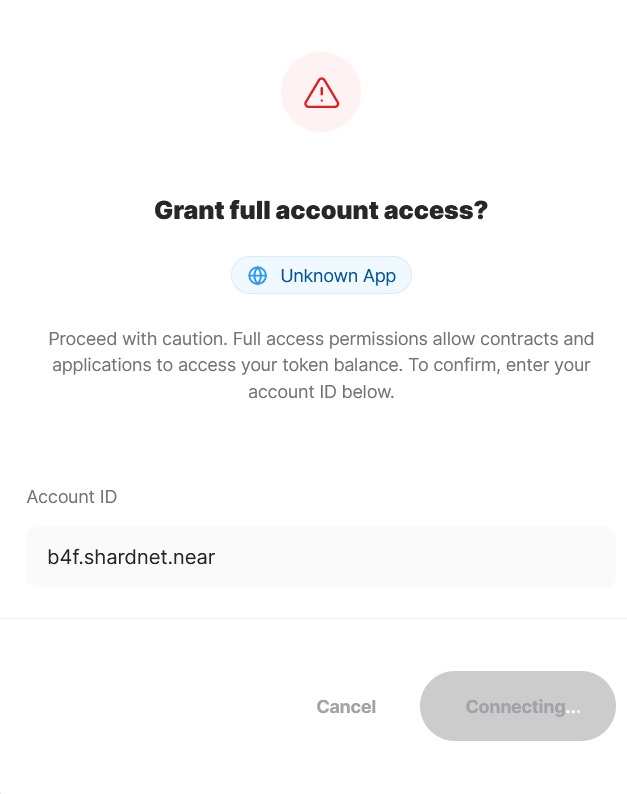 Grant full account access?
Unknown App
Proceed with caution. Full access permissions allow contracts and
applications to access your token balance. To confirm, enter your
account ID below.
Account ID
b4f.shardnet.near
Cancel
Connecting...